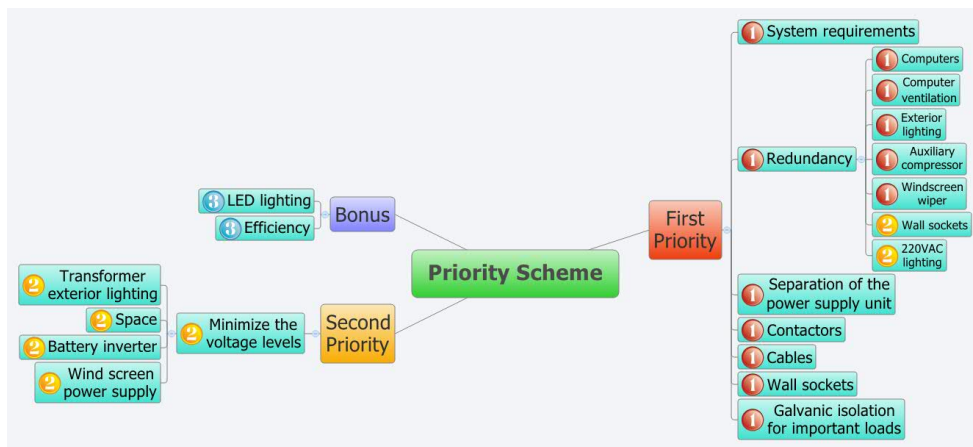 Priority Scheme
First
Priority
1 System requirements
1 Redundancy
1 Computers
1 Computer
ventilation
1 Exterior
lighting
1 Auxiliary
compressor
1 Windscreen
wiper
2 Wall sockets
2 220VAC
lighting
1 Separation of the
power supply unit
1 Contactors
1 Cables
1 Wall sockets
1 Galvanic isolation
for important loads
Bonus
3 LED lighting
3 Efficiency
Second
Priority
2 Minimize the
voltage levels
2 Transformer
exterior lighting
2 Space
2 Battery inverter
2 Wind screen
power supply